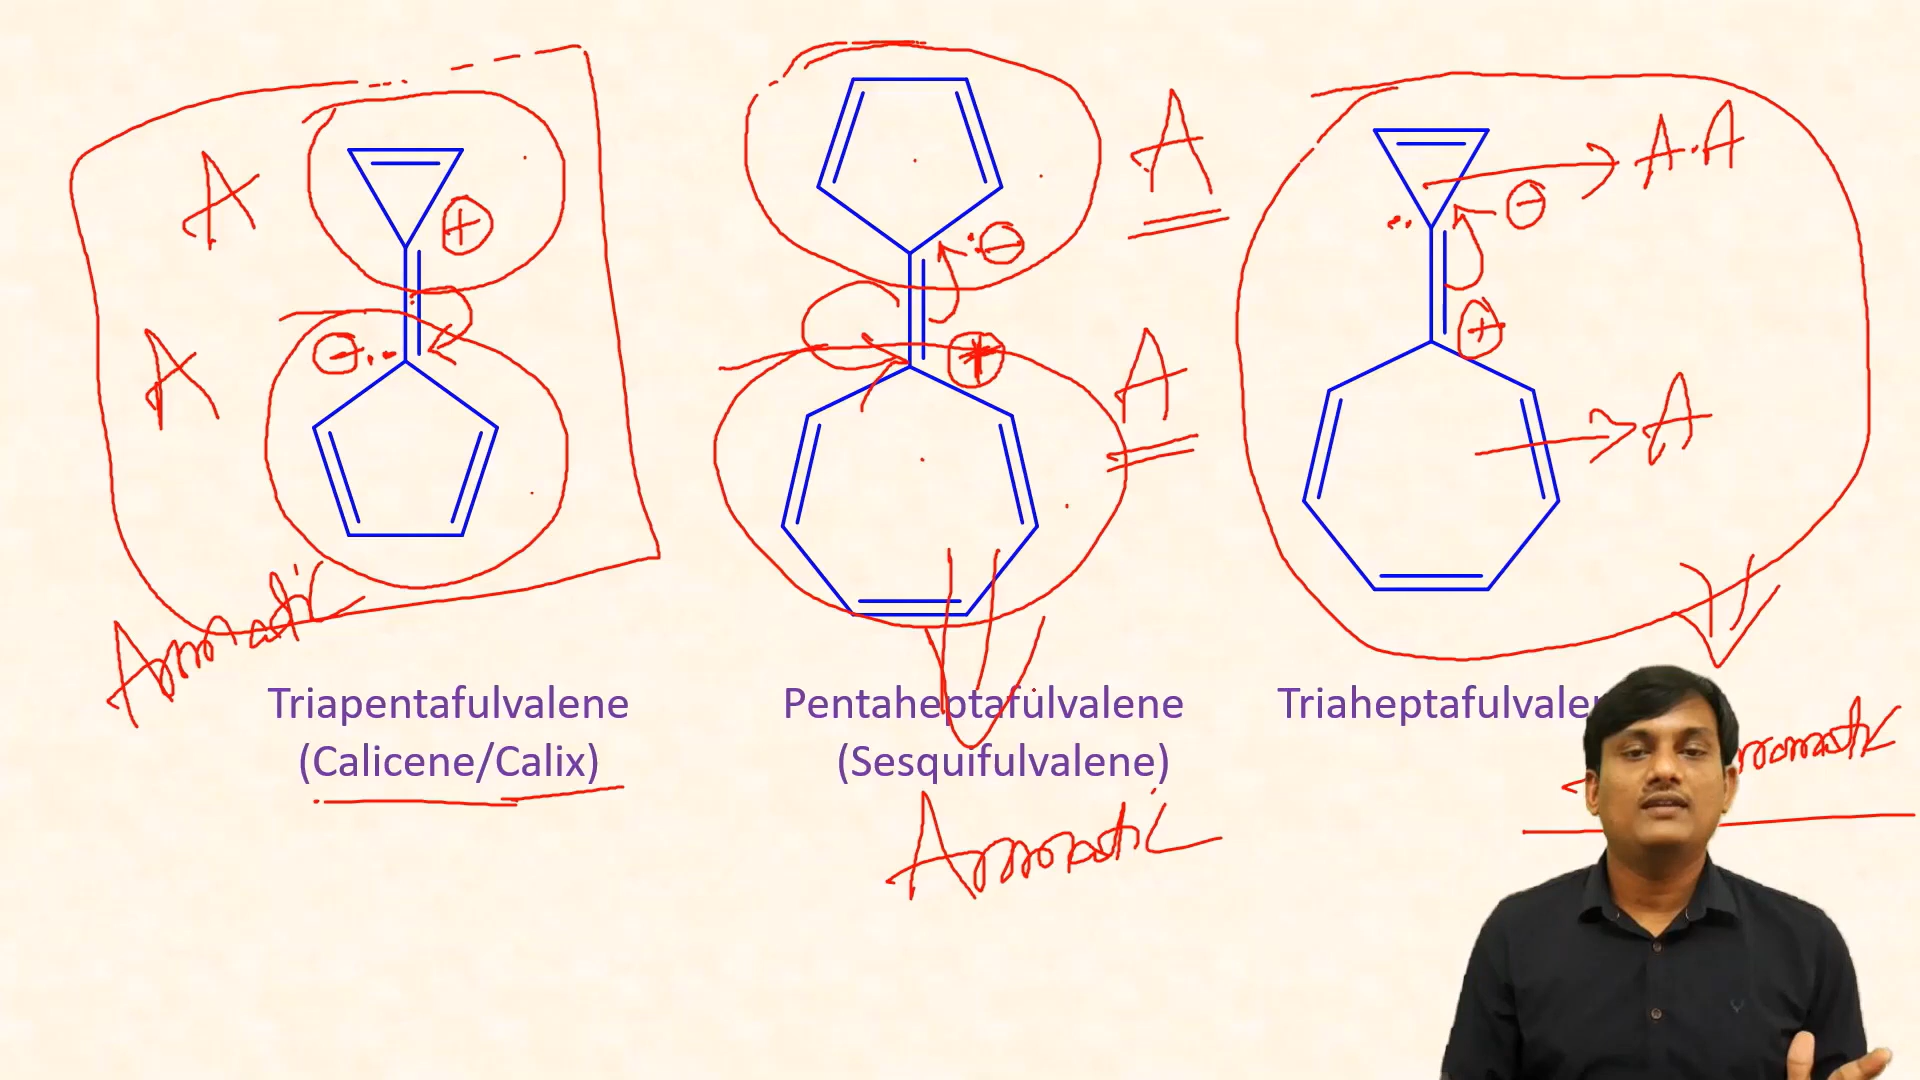 A
A
Aromatic
Triapentafulvalene
(Calicene/Calix)
⊕
⊖
A
A
⊖
⊕
Pentaheptafulvalene
(Sesquifulvalene)
Aromatic
A.A
⊖
⊕
A